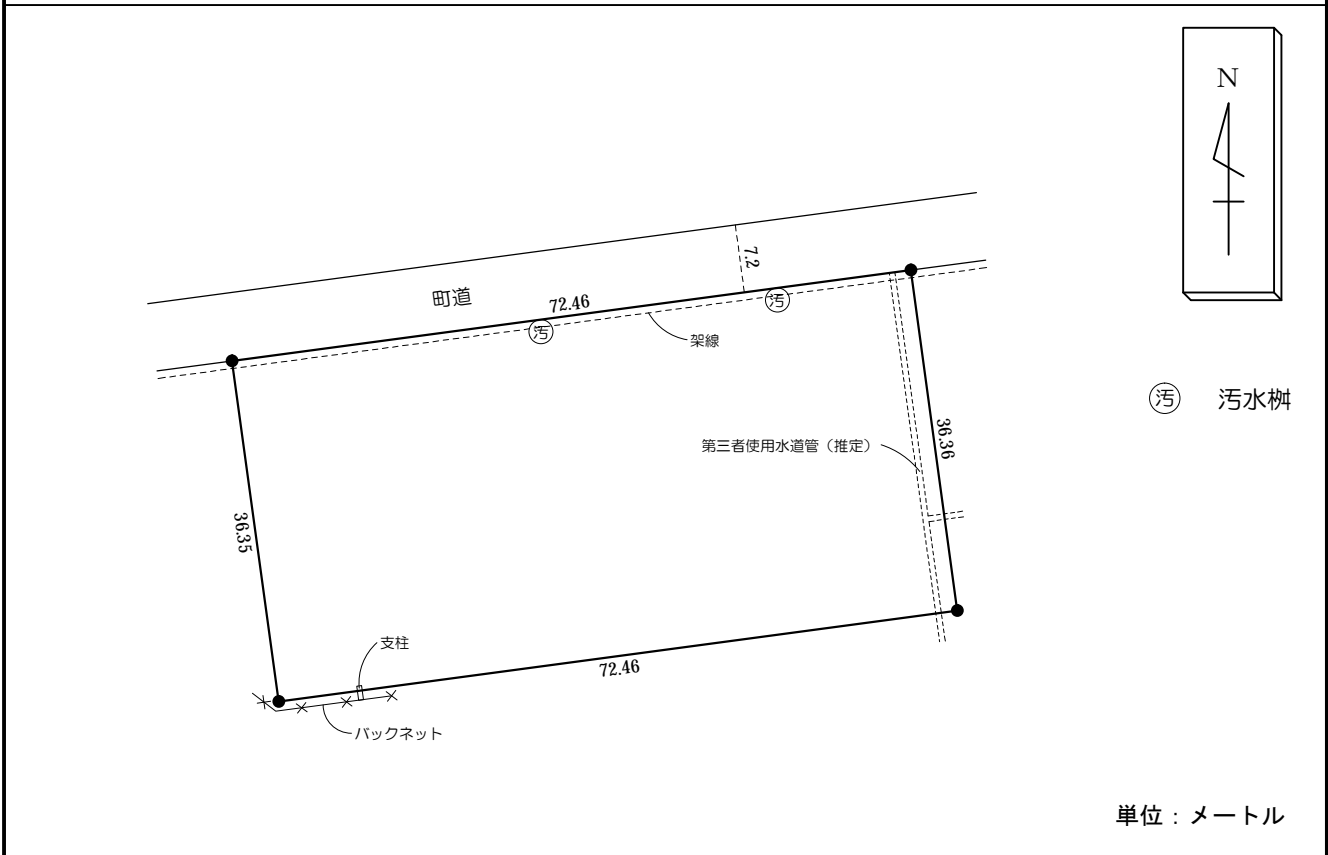 N
7.2
町道
72.46
汚
汚
架線
汚 汚水桝
第三者使用水道管（推定）
36.36
36.35
支柱
72.46
バックネット
単位：メートル